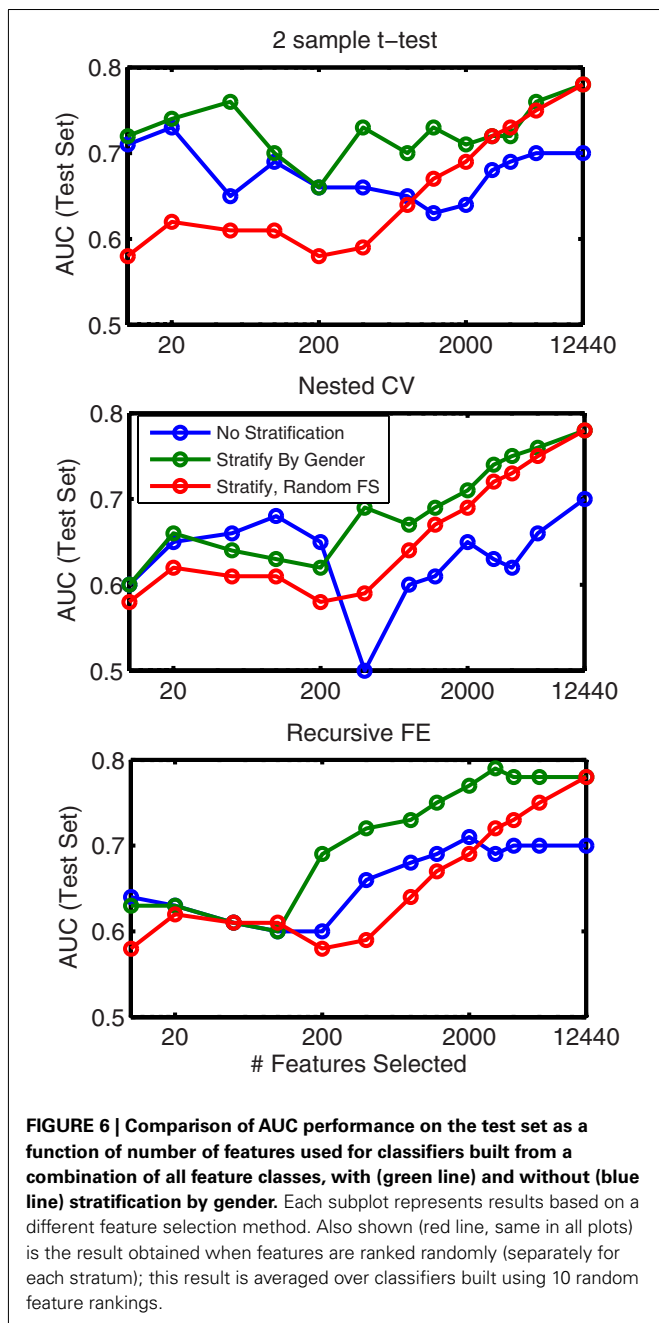 2 sample t-test
0.8
0.7
0.6
0.5
AUC (Test Set)
20
200
2000
12440
Nested CV
0.8
0.7
0.6
0.5
AUC (Test Set)
No Stratification
Stratify By Gender
Stratify, Random FS
20
200
2000
12440
Recursive FE
0.8
0.7
0.6
0.5
AUC (Test Set)
20
200
2000
12440
# Features Selected
FIGURE 6 | Comparison of AUC performance on the test set as a
function of number of features used for classifiers built from a
combination of all feature classes, with (green line) and without (blue
line) stratification by gender. Each subplot represents results based on a
different feature selection method. Also shown (red line, same in all plots)
is the result obtained when features are ranked randomly (separately for
each stratum); this result is averaged over classifiers built using 10 random
feature rankings.